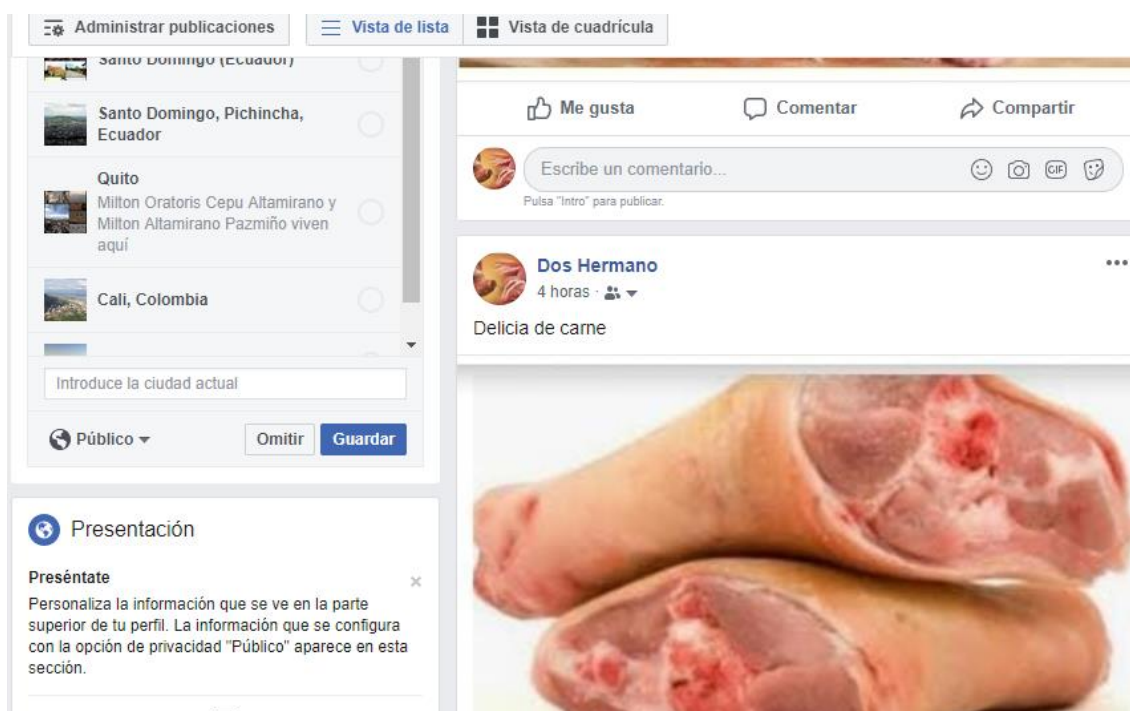 Administrar publicaciones
Vista de lista
Vista de cuadrícula
Santo Domingo (Ecuador)
Santo Domingo, Pichincha,
Ecuador
Quito
Milton Oratoris Cepu Altamirano y
Milton Altamirano Pazmiño viven
aquí
Cali, Colombia
Introduce la ciudad actual
Público
Omitir
Guardar
Presentación
Preséntate
Personaliza la información que se ve en la parte
superior de tu perfil. La información que se configura
con la opción de privacidad "Público" aparece en esta
sección.
Me gusta
Comentar
Compartir
Escribe un comentario...
GIF
Pulsa "Intro" para publicar.
Dos Hermano
4 horas ·
Delicia de carne